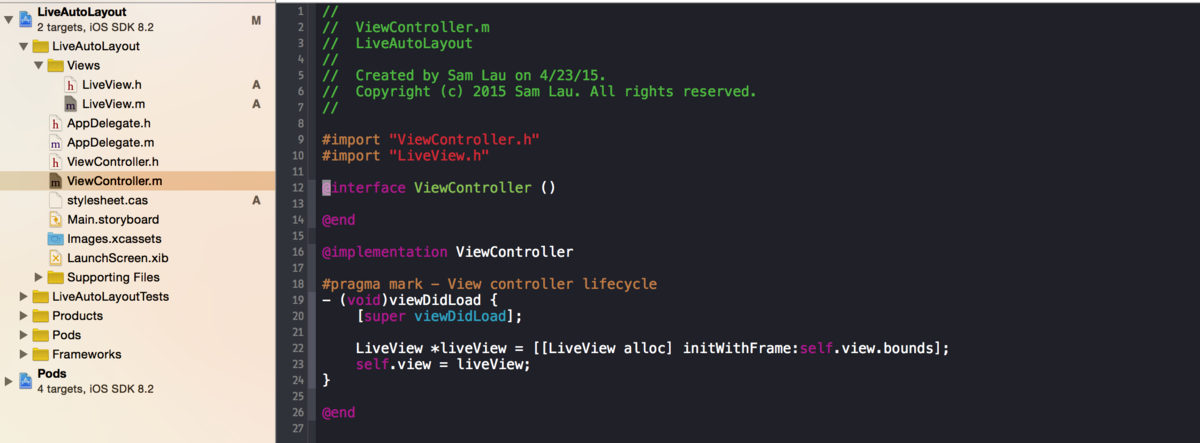 LiveAutoLayout
2 targets, iOS SDK 8.2
M
LiveAutoLayout
Views
h LiveView.h A
m LiveView.m A
h AppDelegate.h
m AppDelegate.m
h ViewController.h
m ViewController.m
stylesheet.cas A
Main.storyboard
Images.xcassets
LaunchScreen.xib
Supporting Files
LiveAutoLayoutTests
Products
Pods
Frameworks
Pods
4 targets, iOS SDK 8.2
1 //
2 //  ViewController.m
3 //  LiveAutoLayout
4 //
5 //  Created by Sam Lau on 4/23/15.
6 //  Copyright (c) 2015 Sam Lau. All rights reserved.
7 //
8
9 #import "ViewController.h"
10 #import "LiveView.h"
11
12 @interface ViewController ()
13
14 @end
15
16 @implementation ViewController
17
18 #pragma mark - View controller lifecycle
19 - (void)viewDidLoad {
20     [super viewDidLoad];
21
22     LiveView *liveView = [[LiveView alloc] initWithFrame:self.view.bounds];
23     self.view = liveView;
24 }
25
26 @end
27